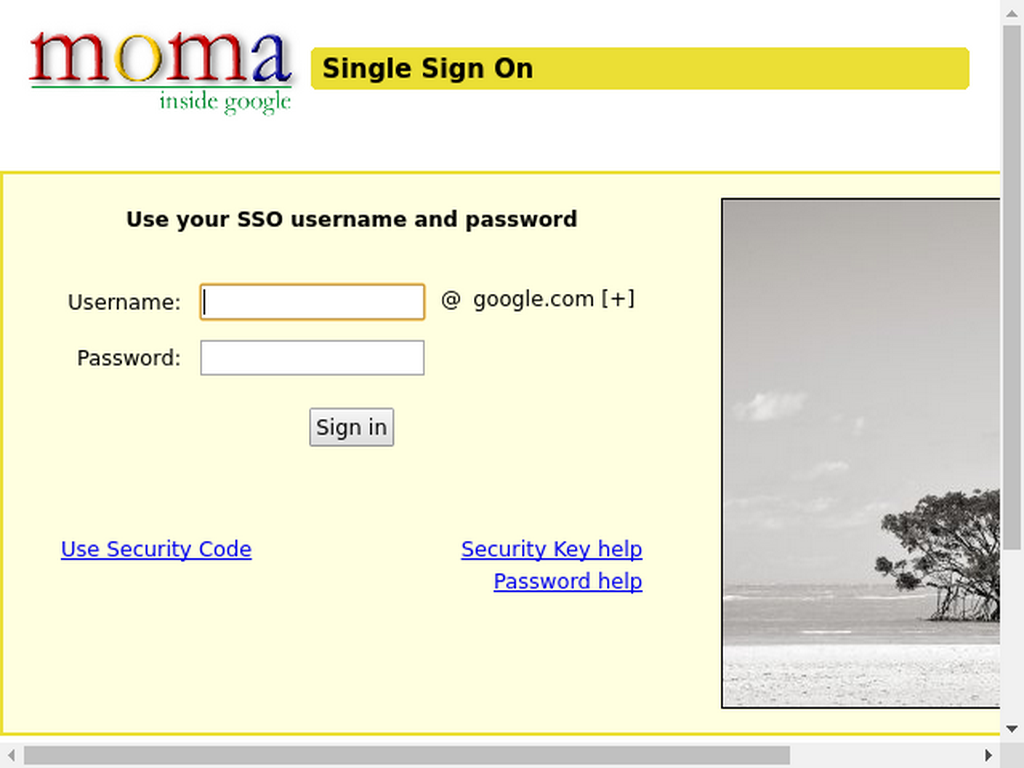 moma
inside google
Single Sign On
Use your SSO username and password
Username: @ google.com [+]
Password:
Sign in
Use Security Code Security Key help
Password help